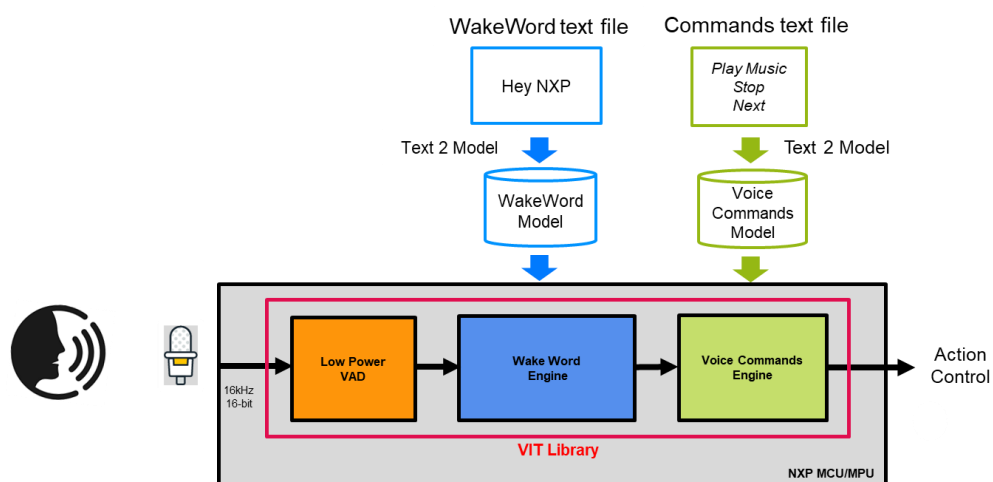 WakeWord text file
Commands text file
Hey NXP
Play Music
Stop
Next
Text 2 Model
Text 2 Model
WakeWord
Model
Voice
Commands
Model
Low Power
VAD
Wake Word
Engine
Voice Commands
Engine
Action
Control
16kHz
16-bit
VIT Library
NXP MCU/MPU